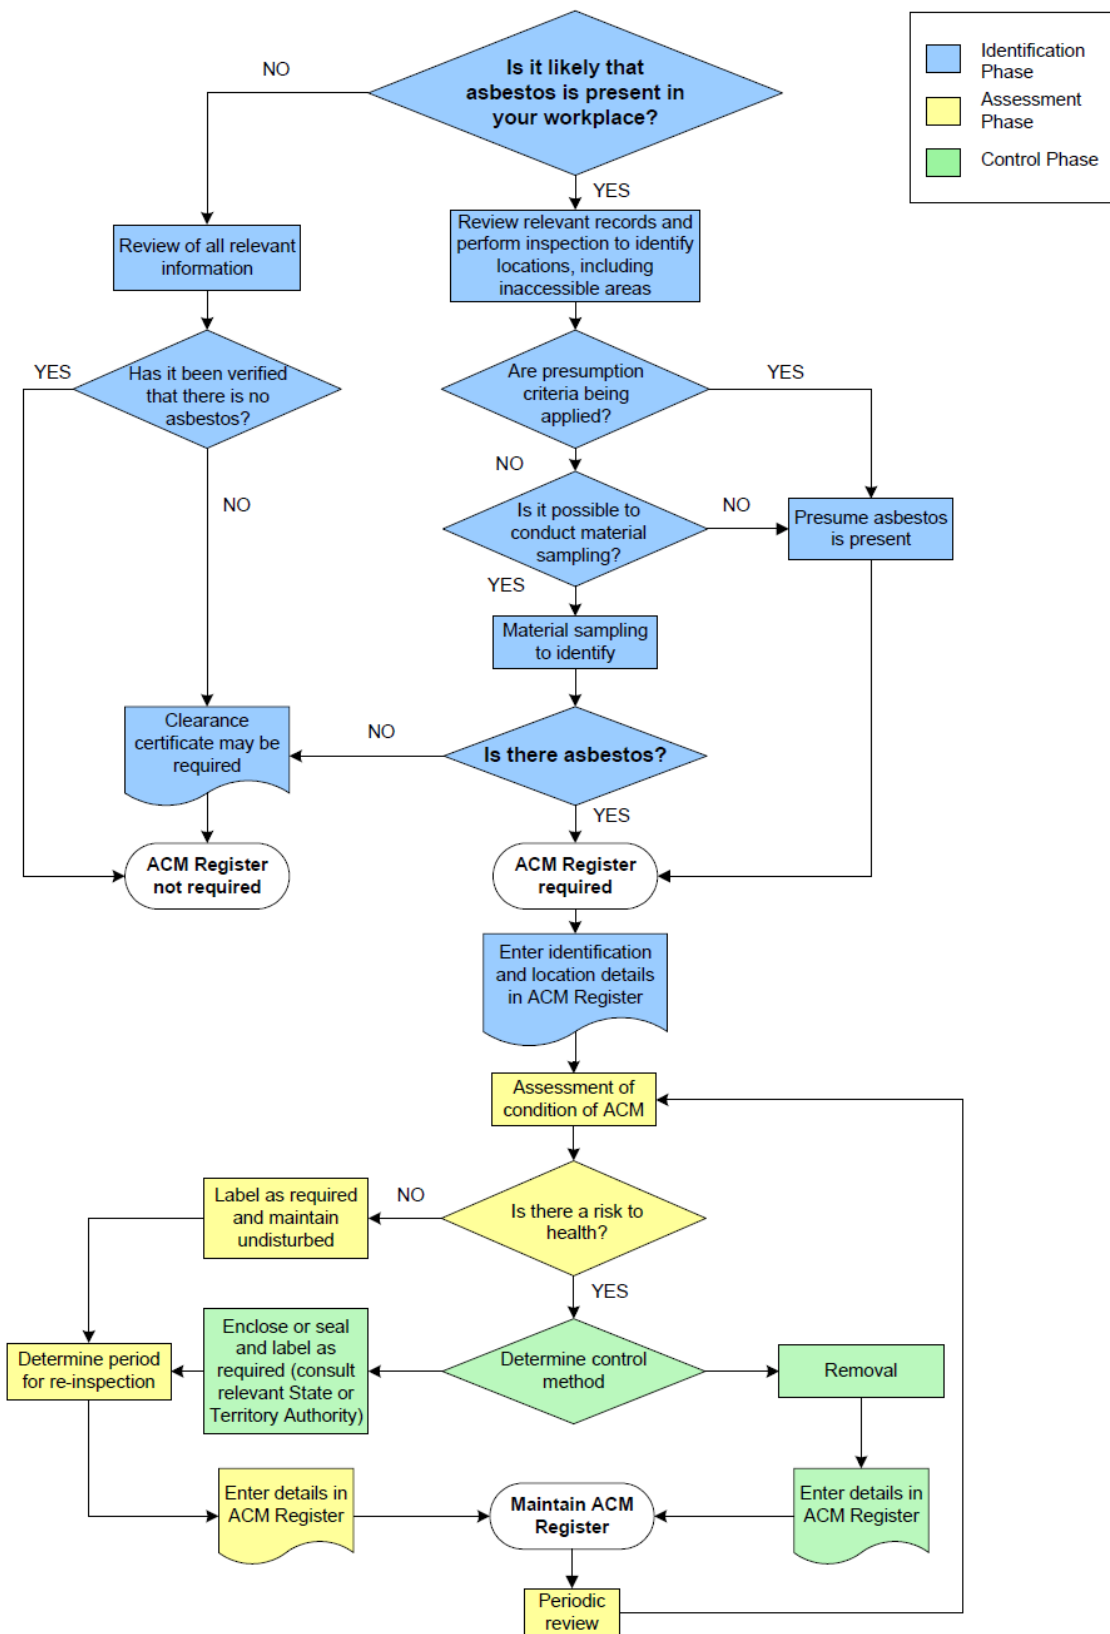 Is it likely that
asbestos is present in
your workplace?
NO
YES
Identification
Phase
Assessment
Phase
Control Phase
Review of all relevant
information
Review relevant records and
perform inspection to identify
locations, including
inaccessible areas
YES
Has it been verified
that there is no
asbestos?
NO
Are presumption
criteria being
applied?
YES
NO
Is it possible to
conduct material
sampling?
NO
Presume asbestos
is present
YES
Material sampling
to identify
Clearance
certificate may be
required
NO
Is there asbestos?
YES
ACM Register
not required
ACM Register
required
Enter identification
and location details
in ACM Register
Assessment of
condition of ACM
Label as required
and maintain
undisturbed
NO
Is there a risk to
health?
YES
Determine period
for re-inspection
Enclose or seal
and label as
required (consult
relevant State or
Territory Authority)
Determine control
method
Removal
Enter details in
ACM Register
Maintain ACM
Register
Enter details in
ACM Register
Periodic
review